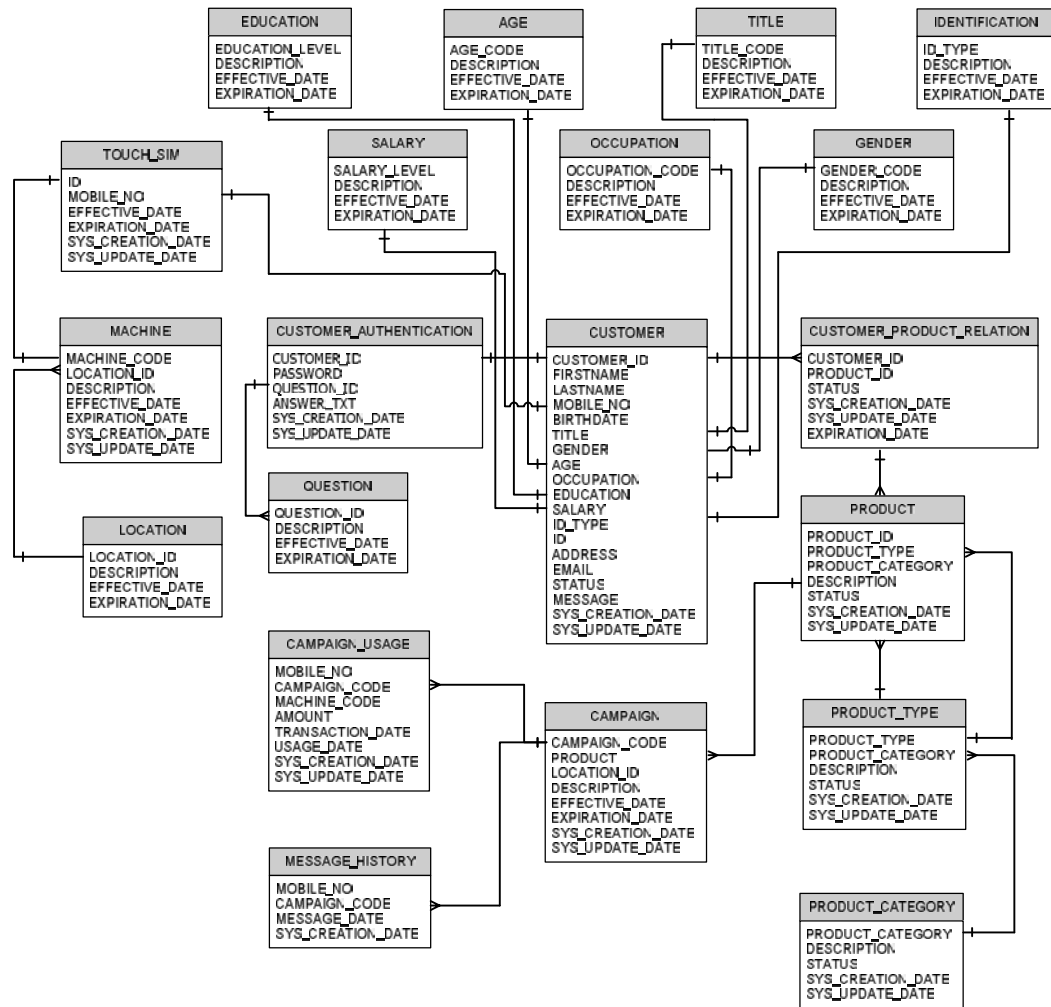 EDUCATION
EDUCATION_LEVEL
DESCRIPTION
EFFECTIVE_DATE
EXPIRATION_DATE
AGE
AGE_CODE
DESCRIPTION
EFFECTIVE_DATE
EXPIRATION_DATE
TITLE
TITLE_CODE
DESCRIPTION
EFFECTIVE_DATE
EXPIRATION_DATE
IDENTIFICATION
ID_TYPE
DESCRIPTION
EFFECTIVE_DATE
EXPIRATION_DATE
TOUCH_SIM
ID
MOBILE_NO
EFFECTIVE_DATE
EXPIRATION_DATE
SYS_CREATION_DATE
SYS_UPDATE_DATE
SALARY
SALARY_LEVEL
DESCRIPTION
EFFECTIVE_DATE
EXPIRATION_DATE
OCCUPATION
OCCUPATION_CODE
DESCRIPTION
EFFECTIVE_DATE
EXPIRATION_DATE
GENDER
GENDER_CODE
DESCRIPTION
EFFECTIVE_DATE
EXPIRATION_DATE
MACHINE
MACHINE_CODE
LOCATION_ID
DESCRIPTION
EFFECTIVE_DATE
EXPIRATION_DATE
SYS_CREATION_DATE
SYS_UPDATE_DATE
CUSTOMER_AUTHENTICATION
CUSTOMER_ID
PASSWORD
QUESTION_ID
ANSWER_TXT
SYS_CREATION_DATE
SYS_UPDATE_DATE
CUSTOMER
CUSTOMER_ID
FIRSTNAME
LASTNAME
MOBILE_NO
BIRTHDATE
TITLE
GENDER
AGE
OCCUPATION
EDUCATION
SALARY
ID_TYPE
ID
ADDRESS
EMAIL
STATUS
MESSAGE
SYS_CREATION_DATE
SYS_UPDATE_DATE
CUSTOMER_PRODUCT_RELATION
CUSTOMER_ID
PRODUCT_ID
STATUS
SYS_CREATION_DATE
SYS_UPDATE_DATE
EXPIRATION_DATE
QUESTION
QUESTION_ID
DESCRIPTION
EFFECTIVE_DATE
EXPIRATION_DATE
LOCATION
LOCATION_ID
DESCRIPTION
EFFECTIVE_DATE
EXPIRATION_DATE
PRODUCT
PRODUCT_ID
PRODUCT_TYPE
PRODUCT_CATEGORY
DESCRIPTION
STATUS
SYS_CREATION_DATE
SYS_UPDATE_DATE
CAMPAIGN_USAGE
MOBILE_NO
CAMPAIGN_CODE
MACHINE_CODE
AMOUNT
TRANSACTION_DATE
USAGE_DATE
SYS_CREATION_DATE
SYS_UPDATE_DATE
CAMPAIGN
CAMPAIGN_CODE
PRODUCT
LOCATION_ID
DESCRIPTION
EFFECTIVE_DATE
EXPIRATION_DATE
SYS_CREATION_DATE
SYS_UPDATE_DATE
PRODUCT_TYPE
PRODUCT_TYPE
PRODUCT_CATEGORY
DESCRIPTION
STATUS
SYS_CREATION_DATE
SYS_UPDATE_DATE
MESSAGE_HISTORY
MOBILE_NO
CAMPAIGN_CODE
MESSAGE_DATE
SYS_CREATION_DATE
PRODUCT_CATEGORY
PRODUCT_CATEGORY
DESCRIPTION
STATUS
SYS_CREATION_DATE
SYS_UPDATE_DATE